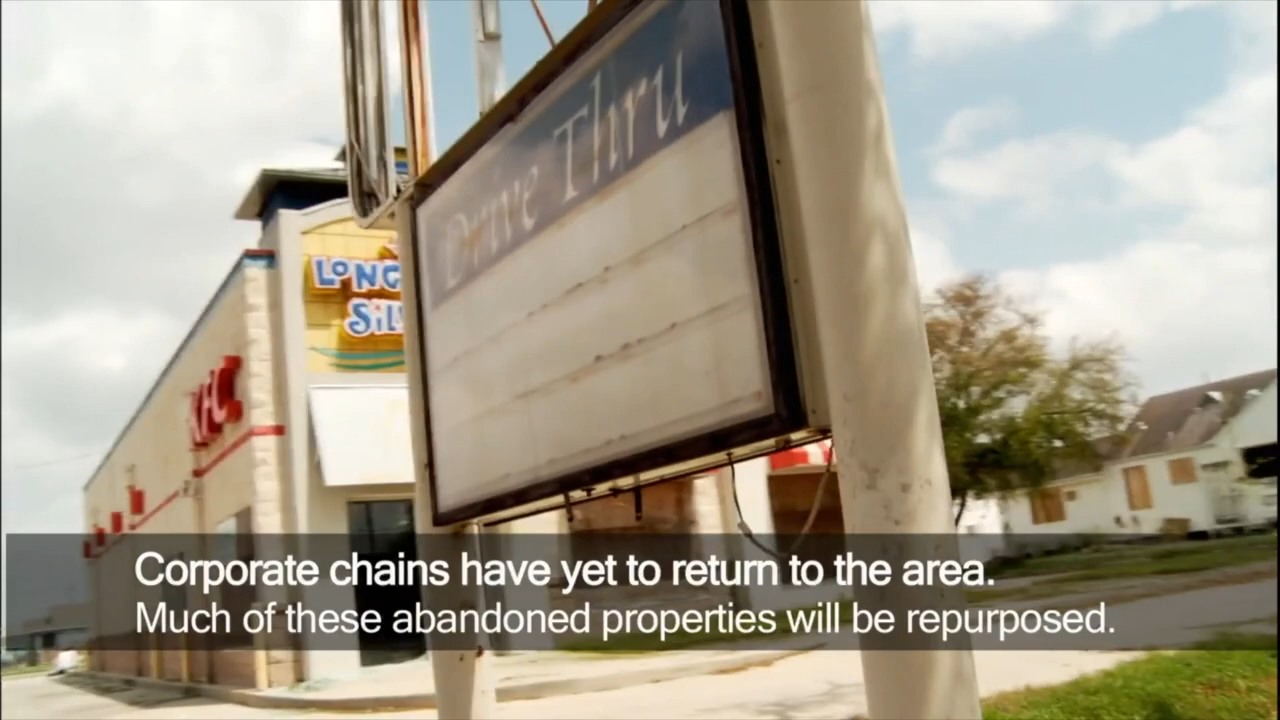 Drive Thru
LONG
SIL
KFC
Corporate chains have yet to return to the area.
Much of these abandoned properties will be repurposed.